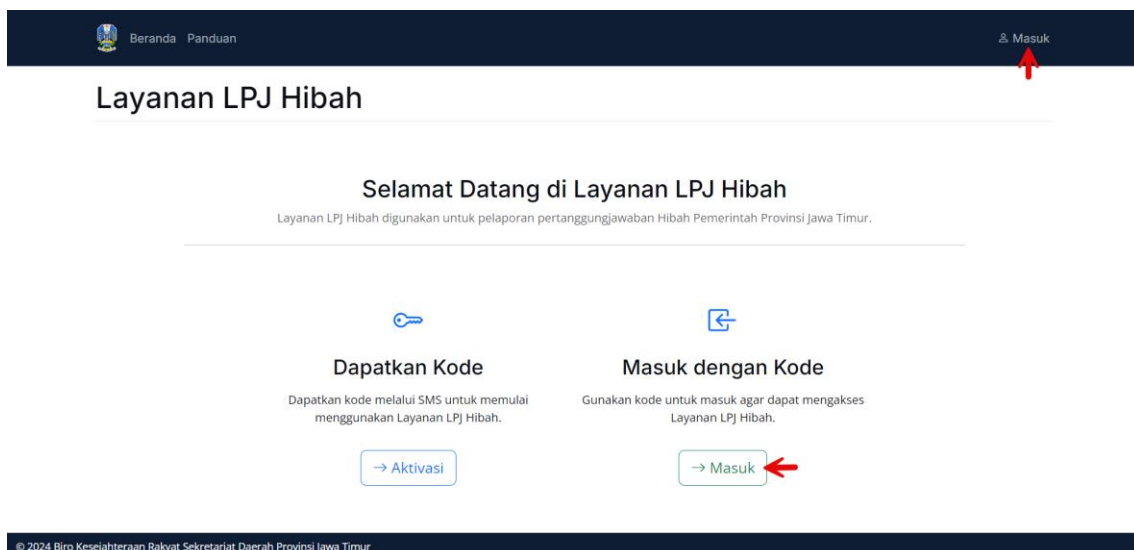 Beranda Panduan Masuk
Layanan LPJ Hibah
Selamat Datang di Layanan LPJ Hibah
Layanan LPJ Hibah digunakan untuk pelaporan pertanggungjawaban Hibah Pemerintah Provinsi Jawa Timur.
Dapatkan Kode
Dapatkan kode melalui SMS untuk memulai
menggunakan Layanan LPJ Hibah.
→ Aktivasi
Masuk dengan Kode
Gunakan kode untuk masuk agar dapat mengakses
Layanan LPJ Hibah.
→ Masuk
© 2024 Biro Kesejahteraan Rakyat Sekretariat Daerah Provinsi Jawa Timur